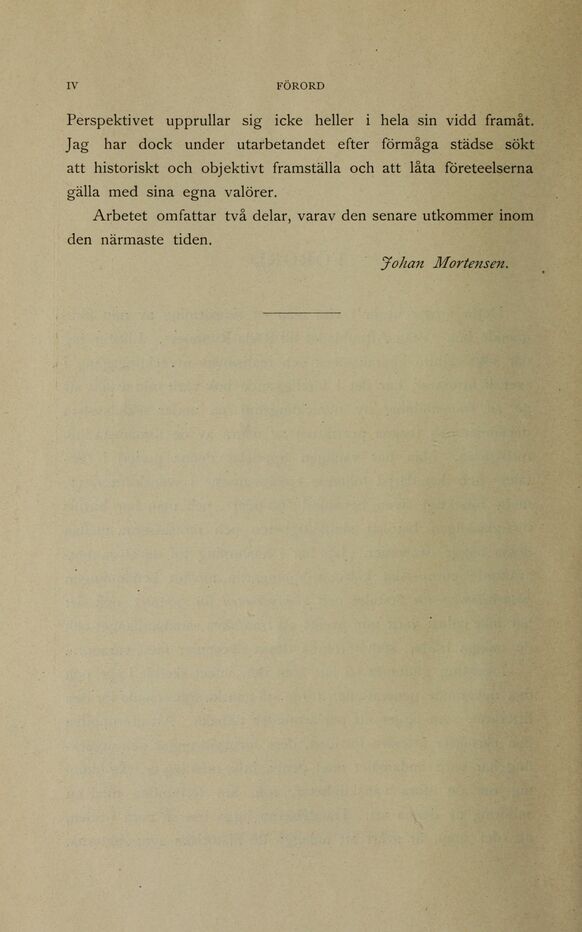 IV FÖRORD
Perspektivet upprullar sig icke heller i hela sin vidd framåt.
Jag har dock under utarbetandet efter förmåga städse sökt
att historiskt och objektivt framställa och att låta företeelserna
gälla med sina egna valörer.
Arbetet omfattar två delar, varav den senare utkommer inom
den närmaste tiden.
Johan Mortensen.